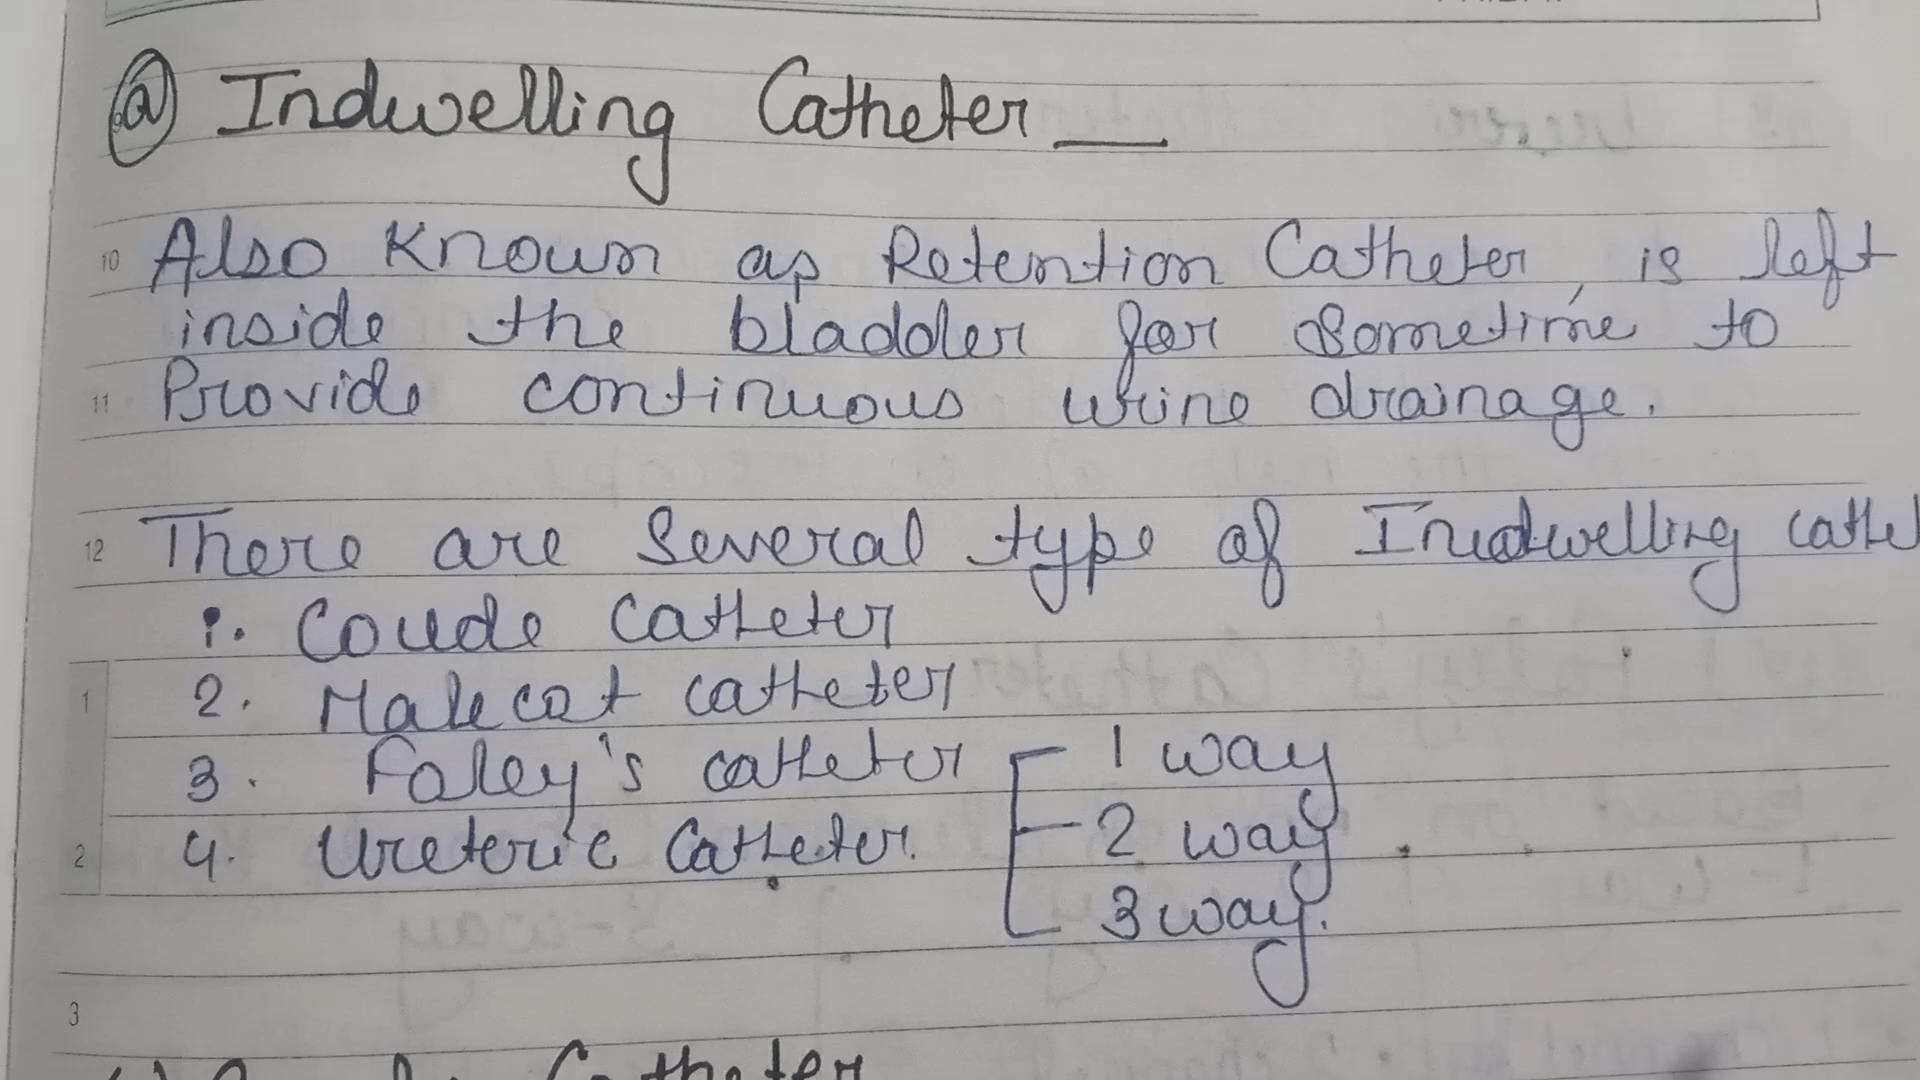 ⓐ Indwelling Catheter __
10 Also Known as Retention Catheter, is left
inside the bladder for Sometime to
11 Provide continuous urine drainage.
12 There are Several type of Indwelling cathe
1. Coude Catheter
1 2. Malecot catheter
3. Foley's catheter 1 way
2 4. Ureteric Catheter. 2 way
3 way.
3
Catheter